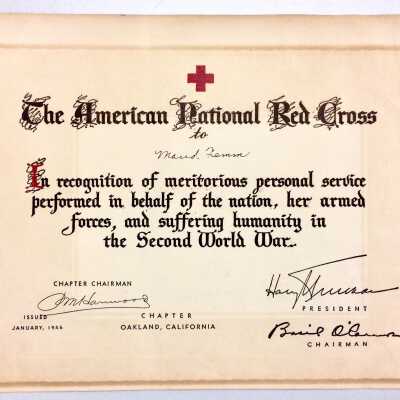 The American National Red Cross
to
Maud Femm
In recognition of meritorious personal service
performed in behalf of the nation, her armed
forces, and suffering humanity in
the Second World War.
CHAPTER CHAIRMAN
Harry Truman
PRESIDENT
ISSUED
JANUARY, 1946
CHAPTER
OAKLAND, CALIFORNIA
Basil O'Connor
CHAIRMAN